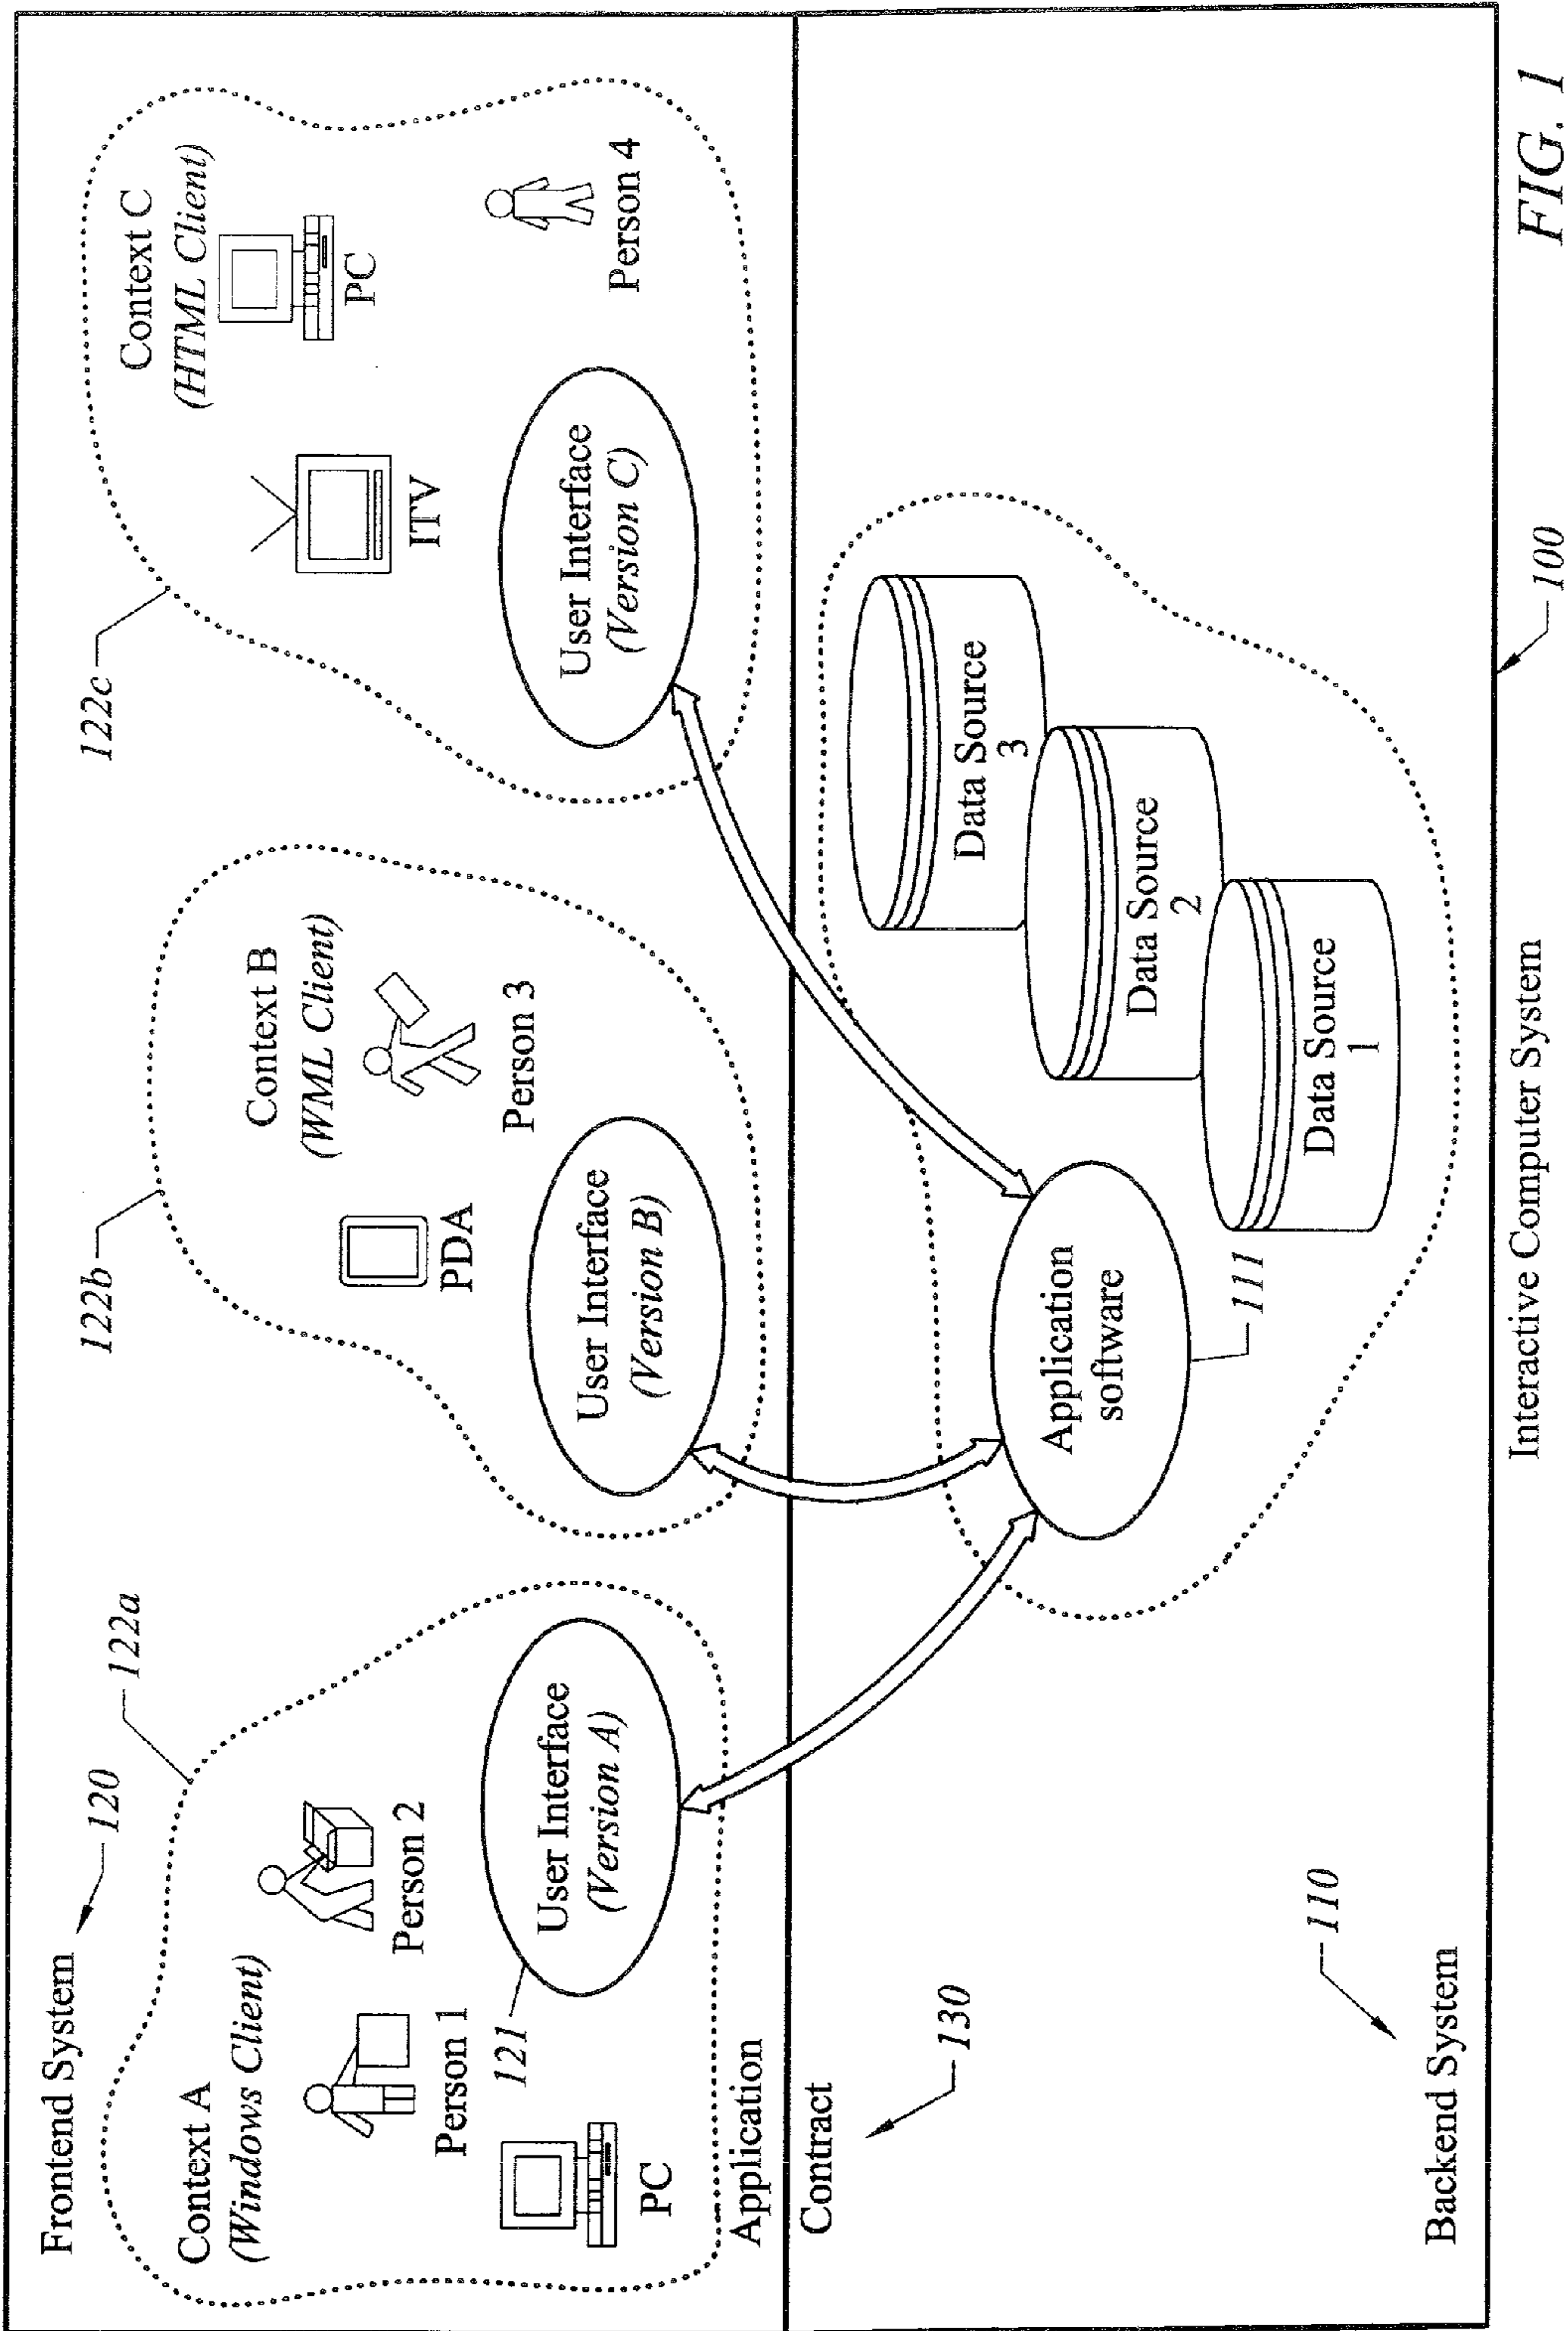 Frontend System
120
122a
Context A
(Windows Client)
Person 1
Person 2
PC
121
User Interface
(Version A)
122b
Context B
(WML Client)
PDA
Person 3
User Interface
(Version B)
122c
Context C
(HTML Client)
ITV
PC
Person 4
User Interface
(Version C)
Application
Contract
130
Application
software
111
Data Source
1
Data Source
2
Data Source
3
110
Backend System
Interactive Computer System
100
FIG. 1